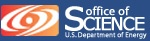 office of
SCIENCE
U.S. Department of Energy